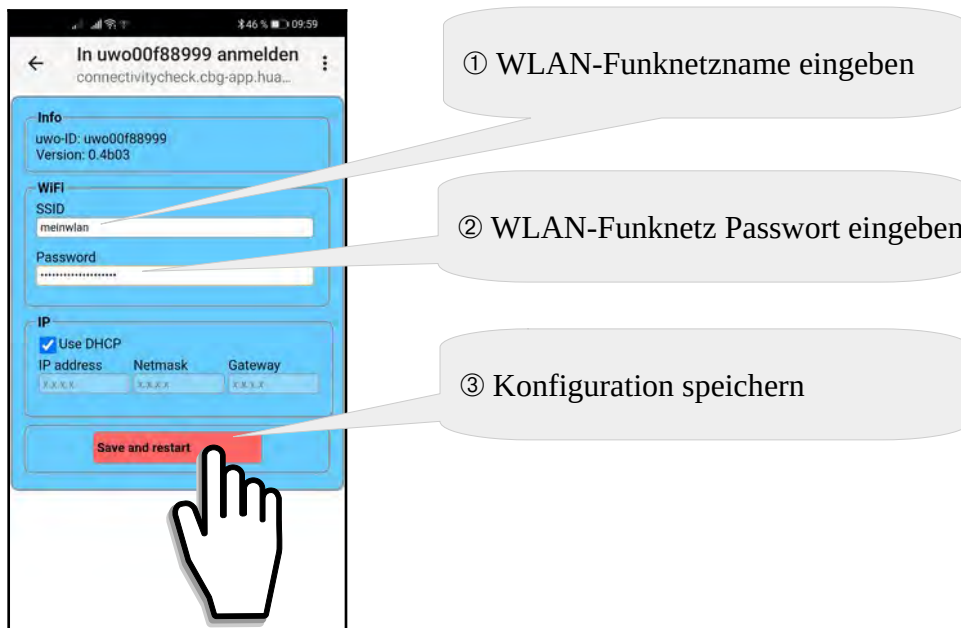 46 % 09:59
In uwo00f88999 anmelden
connectivitycheck.cbg-app.hua...
Info
uwo-ID: uwo00f88999
Version: 0.4b03
WiFi
SSID
meinwlan
Password
••••••••••••••••••••
IP
Use DHCP
IP address Netmask Gateway
x.x.x.x x.x.x.x x.x.x.x
Save and restart
① WLAN-Funknetzname eingeben
② WLAN-Funknetz Passwort eingeben
③ Konfiguration speichern